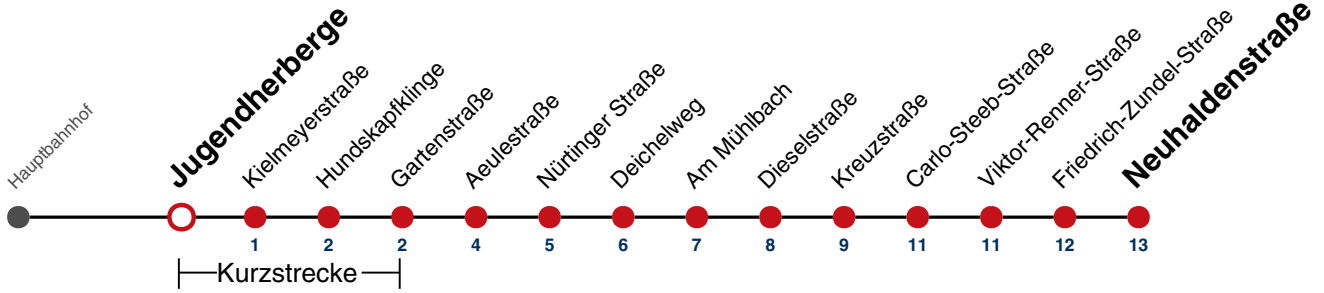 Hauptbahnhof
Jugendherberge
Kielmeyerstraße
Hundskapfklinge
Gartenstraße
Aeulestraße
Nürtinger Straße
Deichelweg
Am Mühlbach
Dieselstraße
Kreuzstraße
Carlo-Steeb-Straße
Viktor-Renner-Straße
Friedrich-Zundel-Straße
Neuhaldenstraße
1 2 2 4 5 6 7 8 9 11 11 12 13
Kurzstrecke